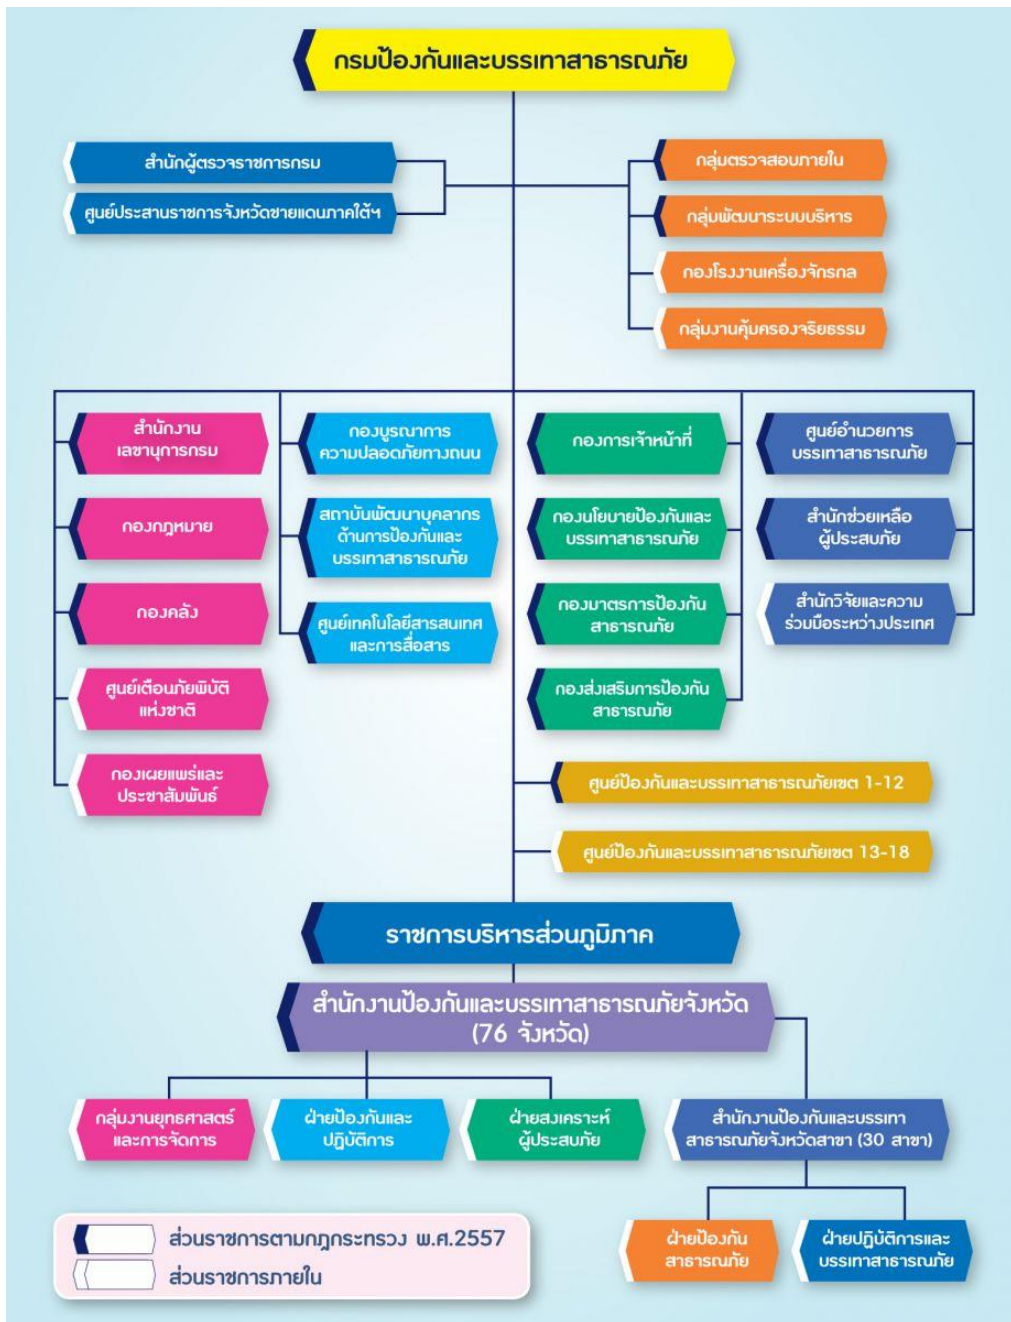 กรมป้องกันและบรรเทาสาธารณภัย
สำนักผู้ตรวจราชการกรม
ศูนย์ประสานราชการจังหวัดชายแดนภาคใต้ฯ
กลุ่มตรวจสอบภายใน
กลุ่มพัฒนาระบบบริหาร
กองโรงงานเครื่องจักรกล
กลุ่มงานคุ้มครองจริยธรรม
สำนักงาน
เลขานุการกรม
กองกฎหมาย
กองคลัง
ศูนย์เตือนภัยพิบัติ
แห่งชาติ
กองเผยแพร่และ
ประชาสัมพันธ์
กองบูรณาการ
ความปลอดภัยทางถนน
สถาบันพัฒนาบุคลากร
ด้านการป้องกันและ
บรรเทาสาธารณภัย
ศูนย์เทคโนโลยีสารสนเทศ
และการสื่อสาร
กองการเจ้าหน้าที่
กองนโยบายป้องกันและ
บรรเทาสาธารณภัย
กองมาตรการป้องกัน
สาธารณภัย
กองส่งเสริมการป้องกัน
สาธารณภัย
ศูนย์อำนวยการ
บรรเทาสาธารณภัย
สำนักช่วยเหลือ
ผู้ประสบภัย
สำนักวิจัยและความ
ร่วมมือระหว่างประเทศ
ศูนย์ป้องกันและบรรเทาสาธารณภัยเขต 1-12
ศูนย์ป้องกันและบรรเทาสาธารณภัยเขต 13-18
ราชการบริหารส่วนภูมิภาค
สำนักงานป้องกันและบรรเทาสาธารณภัยจังหวัด
(76 จังหวัด)
กลุ่มงานยุทธศาสตร์
และการจัดการ
ฝ่ายป้องกันและ
ปฏิบัติการ
ฝ่ายสงเคราะห์
ผู้ประสบภัย
สำนักงานป้องกันและบรรเทา
สาธารณภัยจังหวัดสาขา (30 สาขา)
ฝ่ายป้องกัน
สาธารณภัย
ฝ่ายปฏิบัติการและ
บรรเทาสาธารณภัย
ส่วนราชการตามกฎกระทรวง พ.ศ.2557
ส่วนราชการภายใน